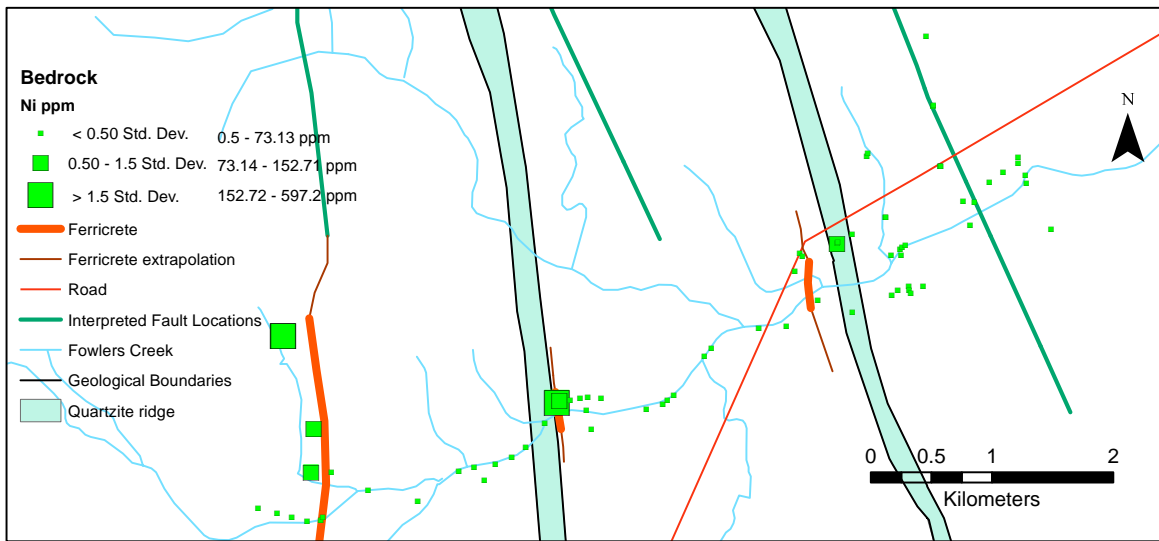 Bedrock
Ni ppm
< 0.50 Std. Dev. 0.5 - 73.13 ppm
0.50 - 1.5 Std. Dev. 73.14 - 152.71 ppm
> 1.5 Std. Dev. 152.72 - 597.2 ppm
Ferricrete
Ferricrete extrapolation
Road
Interpreted Fault Locations
Fowlers Creek
Geological Boundaries
Quartzite ridge
N
0 0.5 1 2
Kilometers